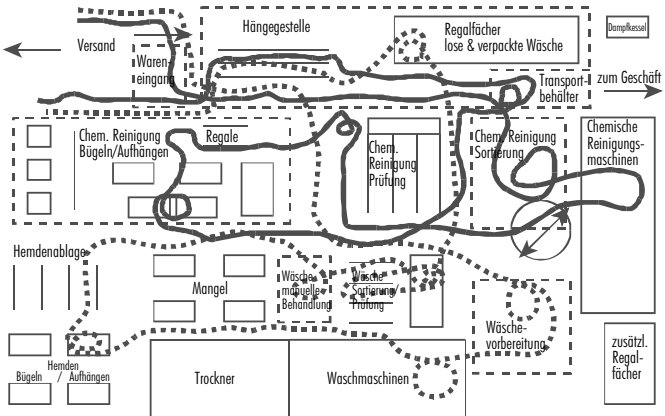 Hängegestelle
Regalfächer
lose & verpackte Wäsche
Dampfkessel
Versand
Waren-
eingang
Transport-
behälter
zum Geschäft
Chem. Reinigung
Bügeln/Aufhängen
Regale
Chem.
Reinigung
Prüfung
Chem. Reinigung
Sortierung
Chemische
Reinigungs-
maschinen
Hemdenablage
Mangel
Wäsche
manuelle
Behandlung
Wäsche
Sortierung/
Prüfung
Wäsche-
vorbereitung
zusätzl.
Regal-
fächer
Hemden
Bügeln / Aufhängen
Trockner
Waschmaschinen